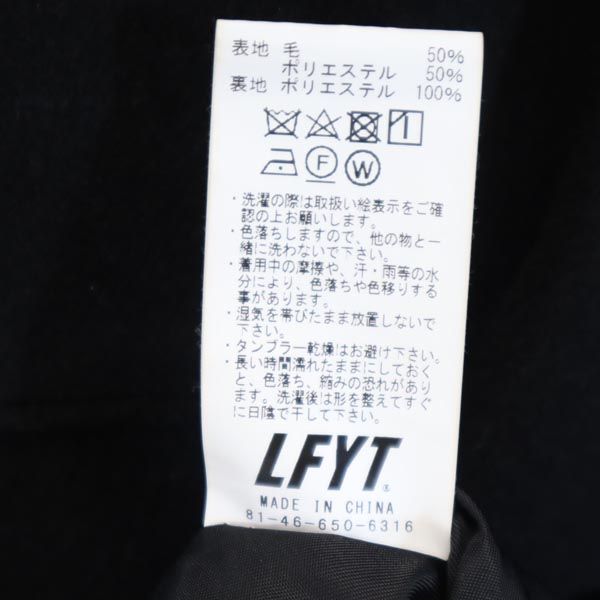 表地 毛 50%
ポリエステル 50%
裏地 ポリエステル 100%
F W
・洗濯の際は取扱い絵表示をご確
認の上お願いします。
・色落ちしますので、他の物と一
緒に洗わないで下さい。
・着用中の摩擦や、汗・雨等の水
分により、色落ちや色移りする
事があります。
・湿気を帯びたまま放置しないで
下さい。
・タンブラー乾燥はお避け下さい。
・長い時間濡れたままにしておく
と、色落ち、縮みの恐れがあり
ます。洗濯後は形を整えてすぐ
に日陰で干して下さい。
LFYT®
MADE IN CHINA
81-46-650-6316